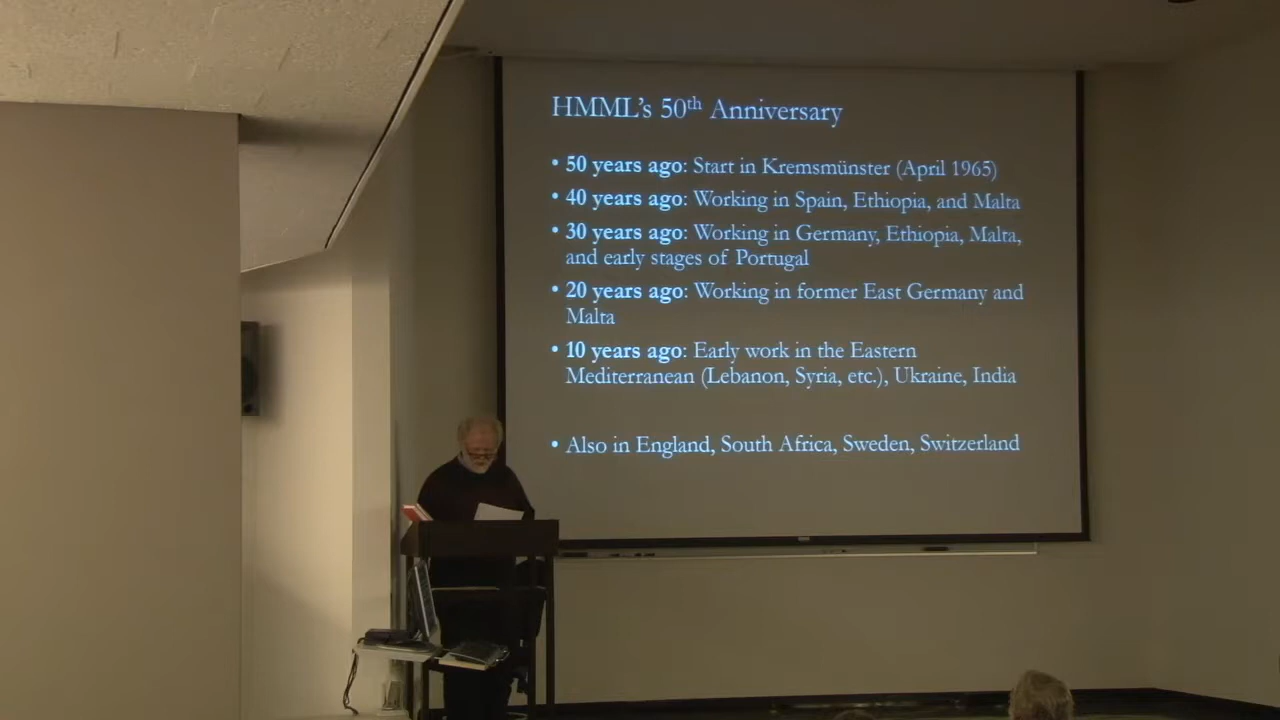 HMML's 50th Anniversary
• 50 years ago: Start in Kremsmünster (April 1965)
• 40 years ago: Working in Spain, Ethiopia, and Malta
• 30 years ago: Working in Germany, Ethiopia, Malta,
and early stages of Portugal
• 20 years ago: Working in former East Germany and
Malta
• 10 years ago: Early work in the Eastern
Mediterranean (Lebanon, Syria, etc.), Ukraine, India
• Also in England, South Africa, Sweden, Switzerland